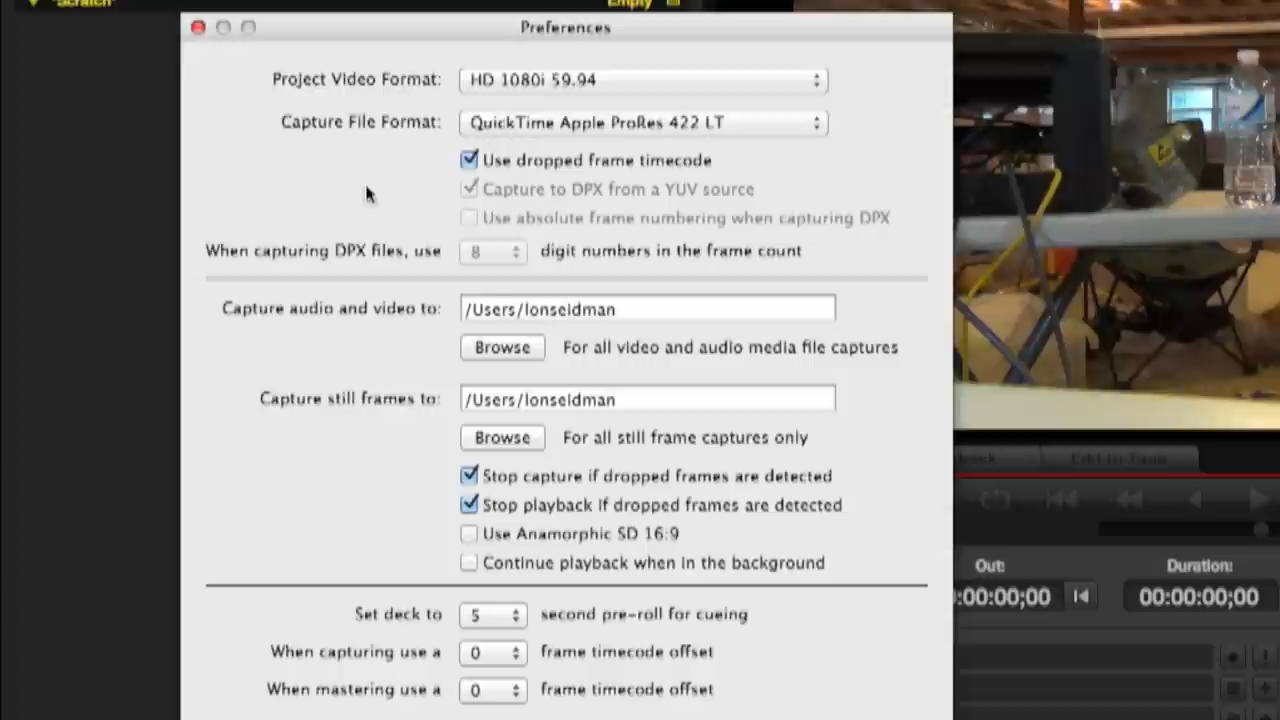 "Scratch"
Empty
Preferences
Project Video Format: HD 1080i 59.94
Capture File Format: QuickTime Apple ProRes 422 LT
Use dropped frame timecode
Capture to DPX from a YUV source
Use absolute frame numbering when capturing DPX
When capturing DPX files, use 8 digit numbers in the frame count
Capture audio and video to: /Users/lonseidman
Browse For all video and audio media file captures
Capture still frames to: /Users/lonseidman
Browse For all still frame captures only
Stop capture if dropped frames are detected
Stop playback if dropped frames are detected
Use Anamorphic SD 16:9
Continue playback when in the background
Edit to Tape
Out: Duration:
:00:00;00 00:00:00;00
Set deck to 5 second pre-roll for cueing
When capturing use a 0 frame timecode offset
When mastering use a 0 frame timecode offset